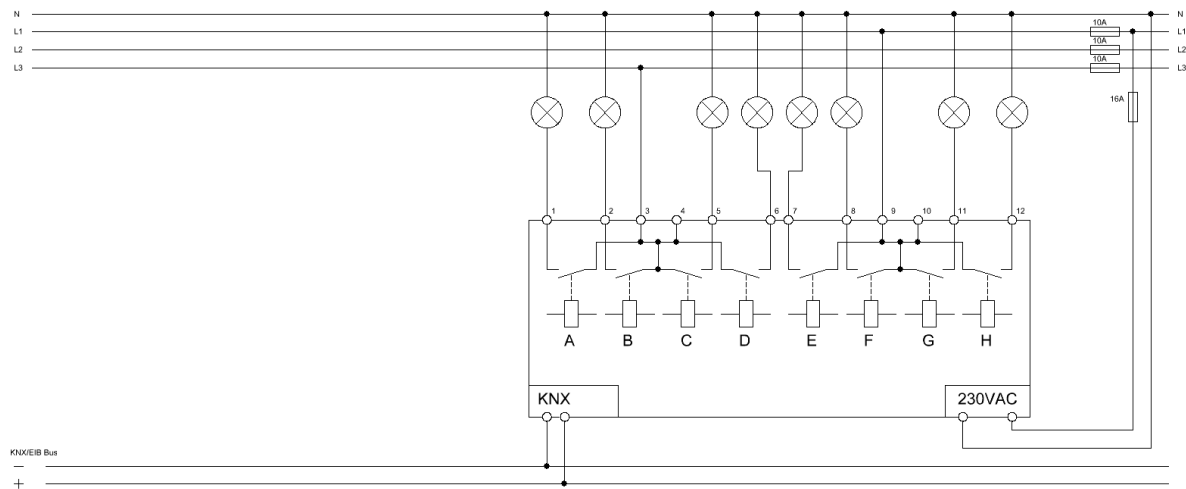 N N
10A
L1 L1
10A
L2 L2
10A
L3 L3
16A
1 2 3 4 5 6 7 8 9 10 11 12
A B C D E F G H
KNX 230VAC
KNX/EIB Bus
−
+